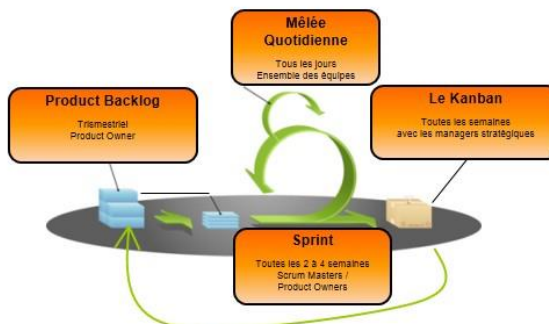 Mêlée
Quotidienne
Tous les jours
Ensemble des équipes
Product Backlog
Trismestriel
Product Owner
Le Kanban
Toutes les semaines
avec les managers stratégiques
Sprint
Toutes les 2 à 4 semaines
Scrum Masters /
Product Owners